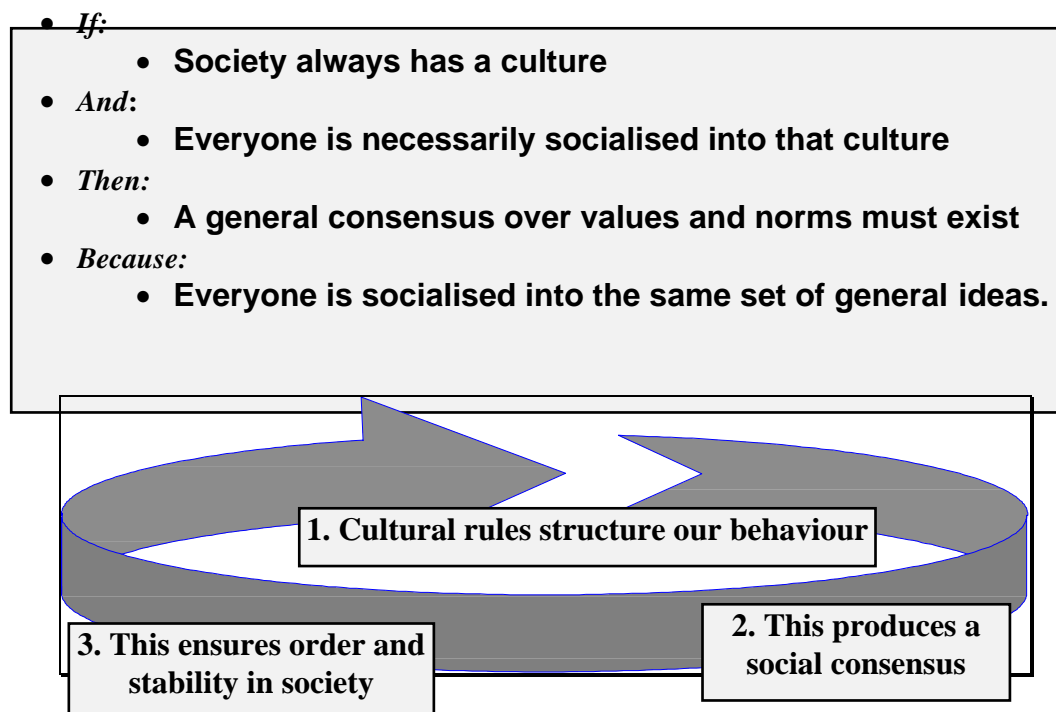 • If:
• Society always has a culture
• And:
• Everyone is necessarily socialised into that culture
• Then:
• A general consensus over values and norms must exist
• Because:
• Everyone is socialised into the same set of general ideas.
1. Cultural rules structure our behaviour
2. This produces a
social consensus
3. This ensures order and
stability in society